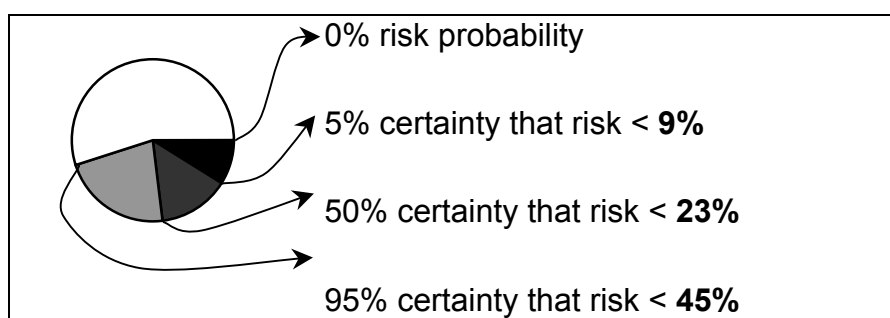 0% risk probability
5% certainty that risk < 9%
50% certainty that risk < 23%
95% certainty that risk < 45%